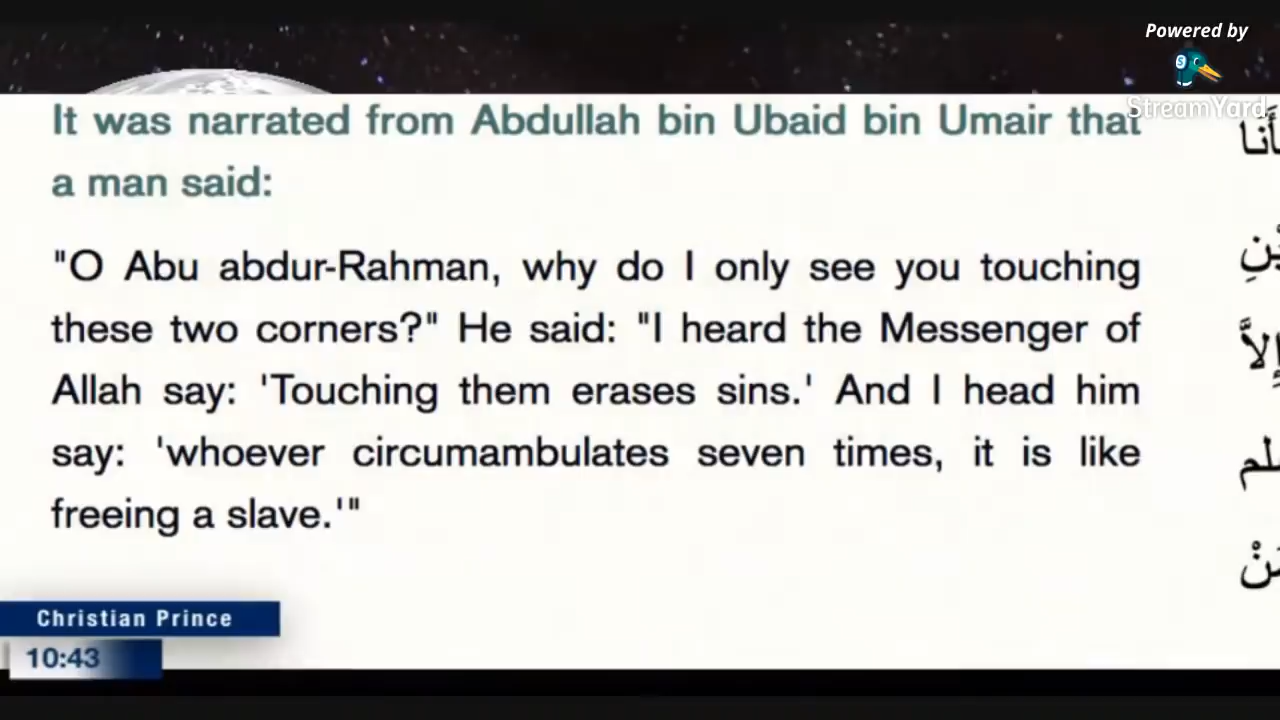 Powered by
StreamYard
It was narrated from Abdullah bin Ubaid bin Umair that
a man said:
"O Abu abdur-Rahman, why do I only see you touching
these two corners?" He said: "I heard the Messenger of
Allah say: 'Touching them erases sins.' And I head him
say: 'whoever circumambulates seven times, it is like
freeing a slave.'"
Christian Prince
10:43